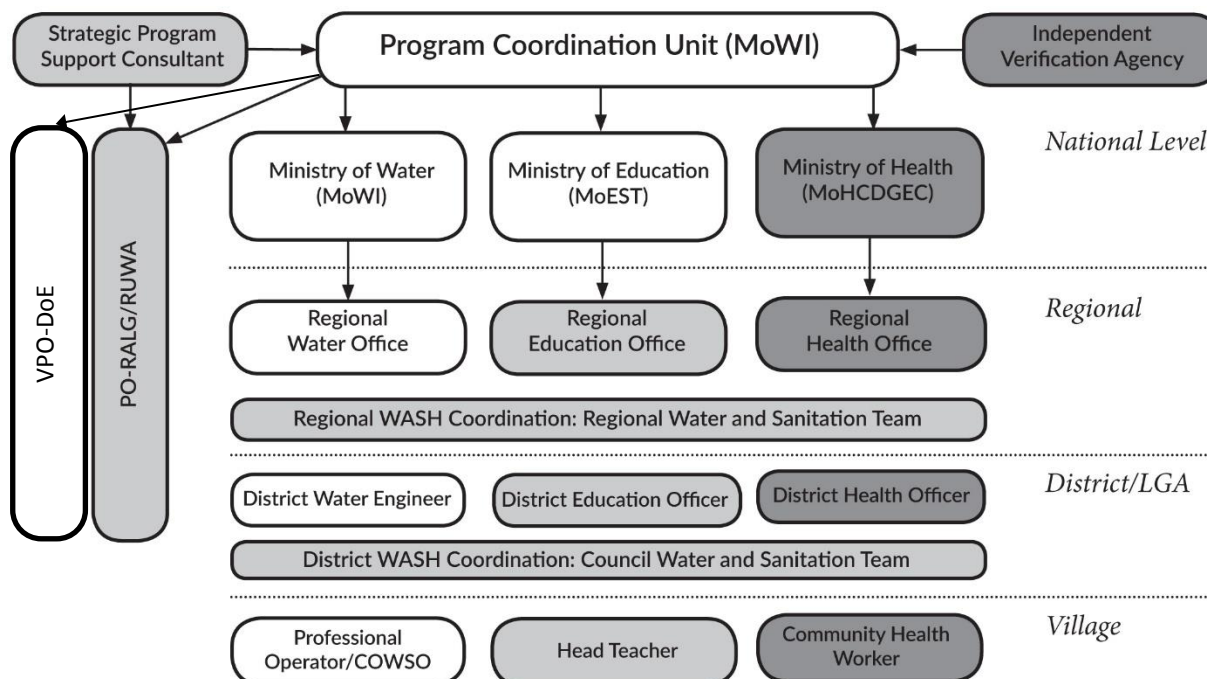 Strategic Program
Support Consultant
Program Coordination Unit (MoWI)
Independent
Verification Agency
National Level
VPO-DoE
PO-RALG/RUWA
Ministry of Water
(MoWI)
Ministry of Education
(MoEST)
Ministry of Health
(MoHCDGEC)
Regional
Regional
Water Office
Regional
Education Office
Regional
Health Office
Regional WASH Coordination: Regional Water and Sanitation Team
District/LGA
District Water Engineer
District Education Officer
District Health Officer
District WASH Coordination: Council Water and Sanitation Team
Village
Professional
Operator/COWSO
Head Teacher
Community Health
Worker